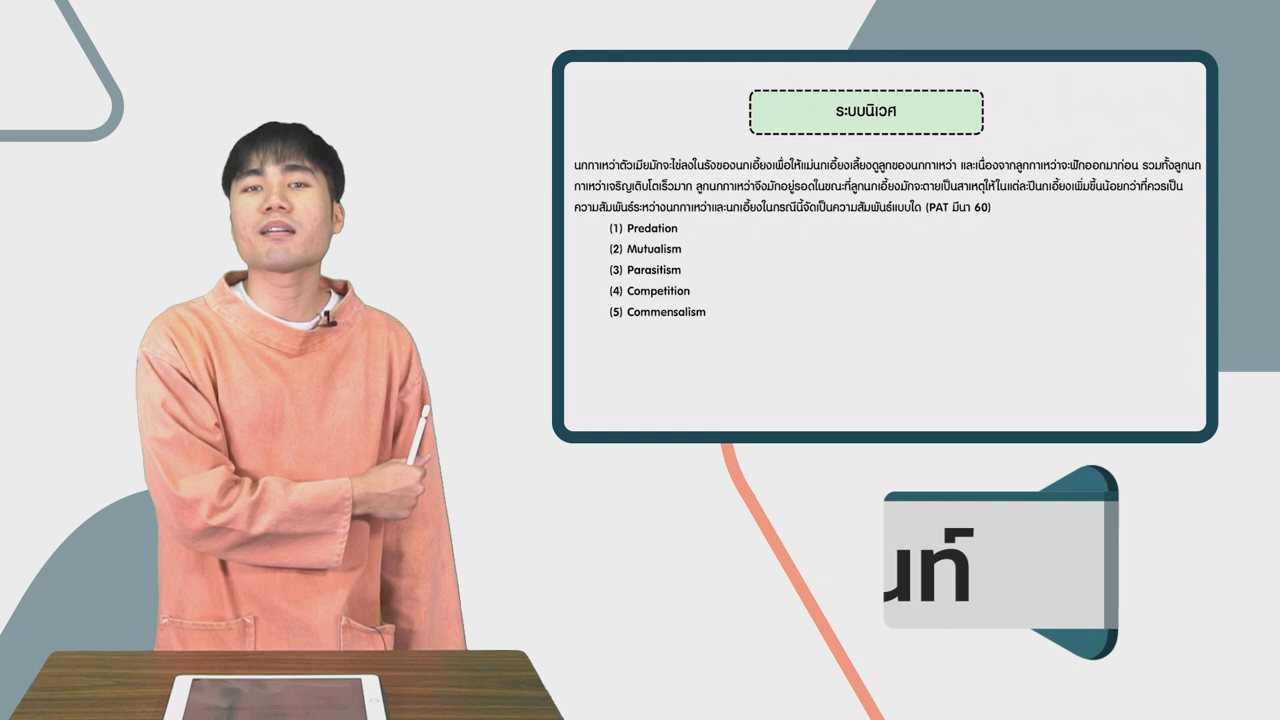 ระบบนิเวศ
นกกาเหว่าตัวเมียมักจะไข่ลงในรังของนกเอี้ยงเพื่อให้แม่นกเอี้ยงเลี้ยงดูลูกของนกกาเหว่า และเนื่องจากลูกกาเหว่าจะฟักออกมาก่อน รวมทั้งลูกนก
กาเหว่าเจริญเติบโตเร็วมาก ลูกนกกาเหว่าจึงมักอยู่รอดในขณะที่ลูกนกเอี้ยงมักจะตายเป็นสาเหตุให้ในแต่ละปีนกเอี้ยงเพิ่มขึ้นน้อยกว่าที่ควรเป็น
ความสัมพันธ์ระหว่างนกกาเหว่าและนกเอี้ยงในกรณีนี้จัดเป็นความสัมพันธ์แบบใด (PAT มีนา 60)
(1) Predation
(2) Mutualism
(3) Parasitism
(4) Competition
(5) Commensalism
นท์